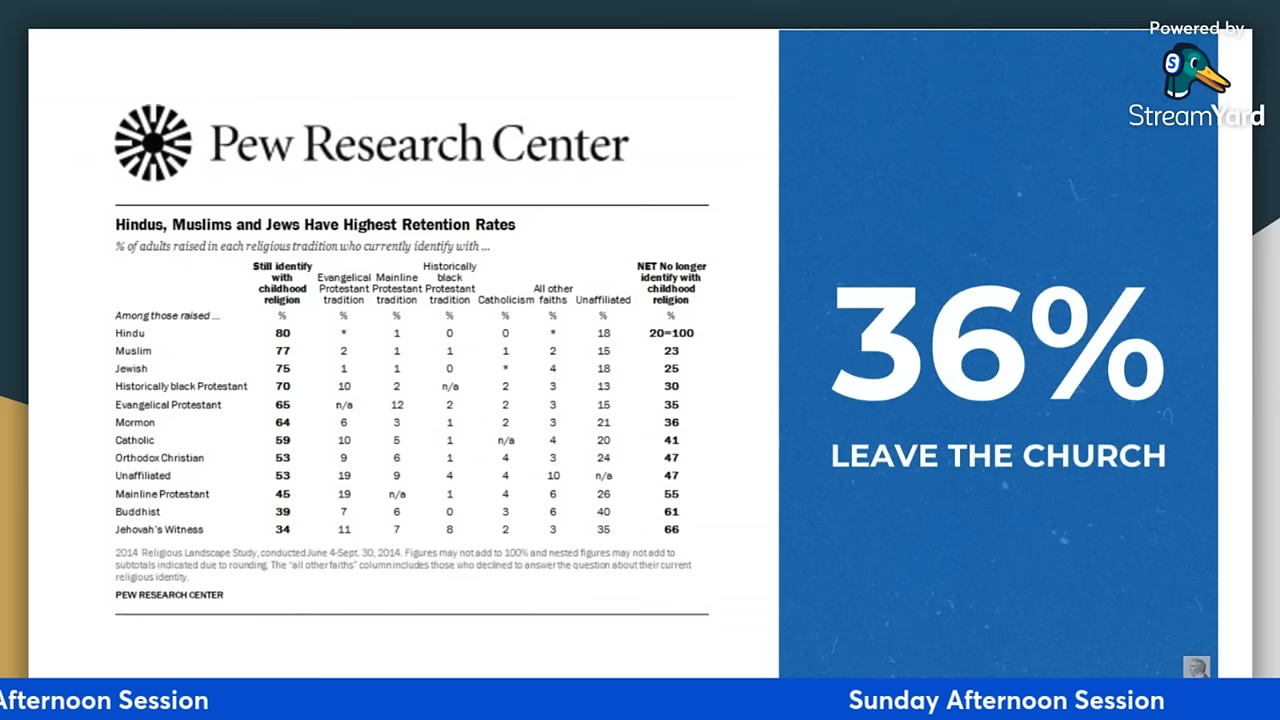 Powered by
StreamYard
Pew Research Center
Hindus, Muslims and Jews Have Highest Retention Rates
% of adults raised in each religious tradition who currently identify with ...
Still identify with childhood religion Evangelical Protestant tradition Mainline Protestant tradition Historically black Protestant tradition Catholicism All other faiths Unaffiliated NET No longer identify with childhood religion
Among those raised ... % % % % % % % %
Hindu 80 * 1 0 0 * 18 20=100
Muslim 77 2 1 1 1 2 15 23
Jewish 75 1 1 0 * 4 18 25
Historically black Protestant 70 10 2 n/a 2 3 13 30
Evangelical Protestant 65 n/a 12 2 2 3 15 35
Mormon 64 6 3 1 2 3 21 36
Catholic 59 10 5 1 n/a 4 20 41
Orthodox Christian 53 9 6 1 4 3 24 47
Unaffiliated 53 19 9 4 4 10 n/a 47
Mainline Protestant 45 19 n/a 1 4 6 26 55
Buddhist 39 7 6 0 3 6 40 61
Jehovah's Witness 34 11 7 8 2 3 35 66
2014 Religious Landscape Study, conducted June 4-Sept. 30, 2014. Figures may not add to 100% and nested figures may not add to
subtotals indicated due to rounding. The "all other faiths" column includes those who declined to answer the question about their current
religious identity.
PEW RESEARCH CENTER
36%
LEAVE THE CHURCH
Afternoon Session
Sunday Afternoon Session